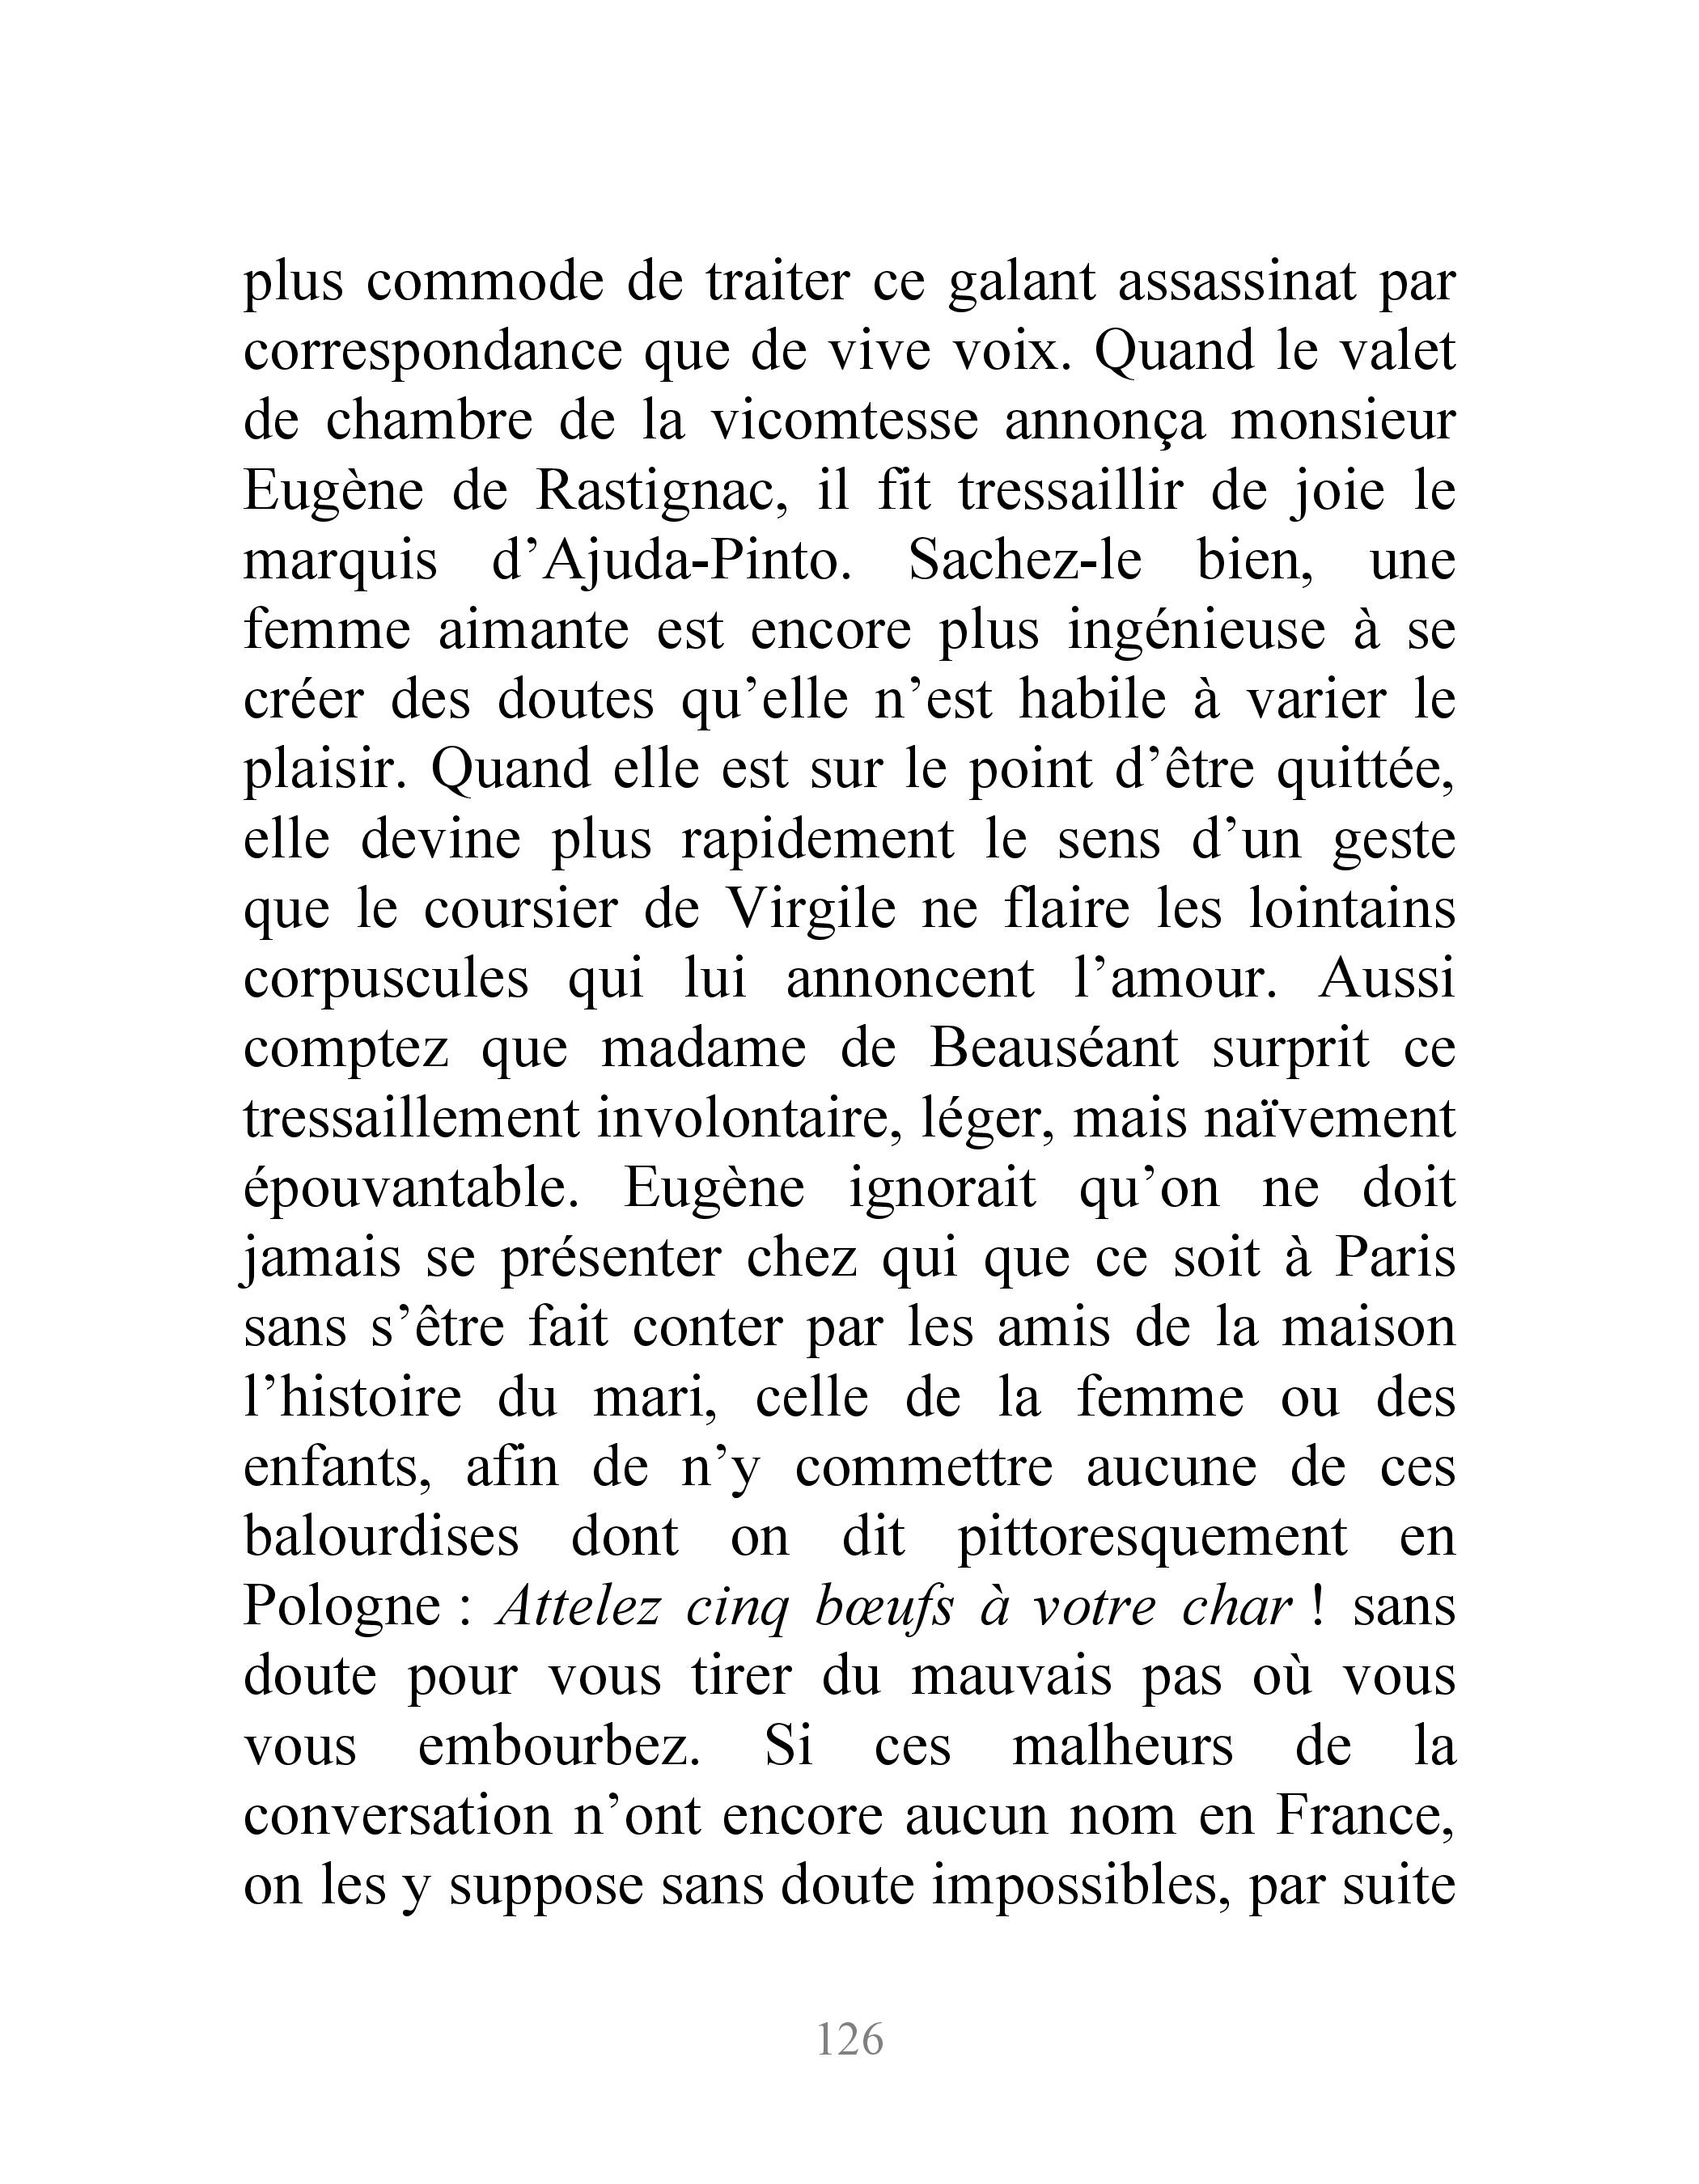 plus commode de traiter ce galant assassinat par
correspondance que de vive voix. Quand le valet
de chambre de la vicomtesse annonça monsieur
Eugène de Rastignac, il fit tressaillir de joie le
marquis d’Ajuda-Pinto. Sachez-le bien, une
femme aimante est encore plus ingénieuse à se
créer des doutes qu’elle n’est habile à varier le
plaisir. Quand elle est sur le point d’être quittée,
elle devine plus rapidement le sens d’un geste
que le coursier de Virgile ne flaire les lointains
corpuscules qui lui annoncent l’amour. Aussi
comptez que madame de Beauséant surprit ce
tressaillement involontaire, léger, mais naïvement
épouvantable. Eugène ignorait qu’on ne doit
jamais se présenter chez qui que ce soit à Paris
sans s’être fait conter par les amis de la maison
l’histoire du mari, celle de la femme ou des
enfants, afin de n’y commettre aucune de ces
balourdises dont on dit pittoresquement en
Pologne : Attelez cinq bœufs à votre char ! sans
doute pour vous tirer du mauvais pas où vous
vous embourbez. Si ces malheurs de la
conversation n’ont encore aucun nom en France,
on les y suppose sans doute impossibles, par suite
126